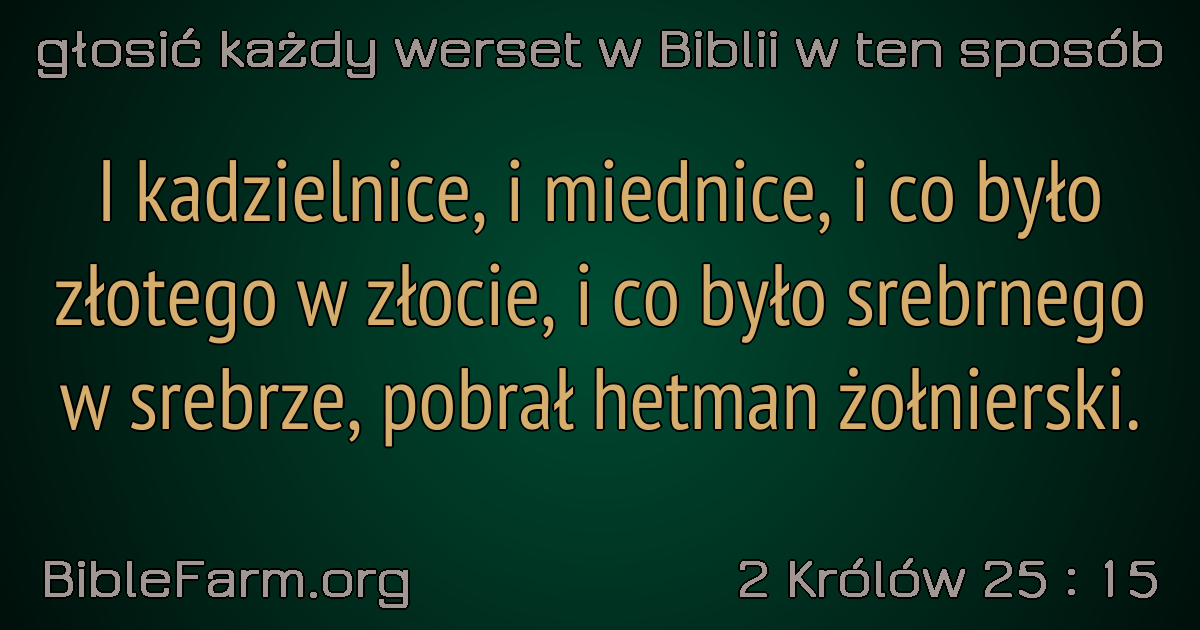 głosić każdy werset w Biblii w ten sposób
I kadzielnice, i miednice, i co było
złotego w złocie, i co było srebrnego
w srebrze, pobrał hetman żołnierski.
BibleFarm.org
2 Królów 25 : 15